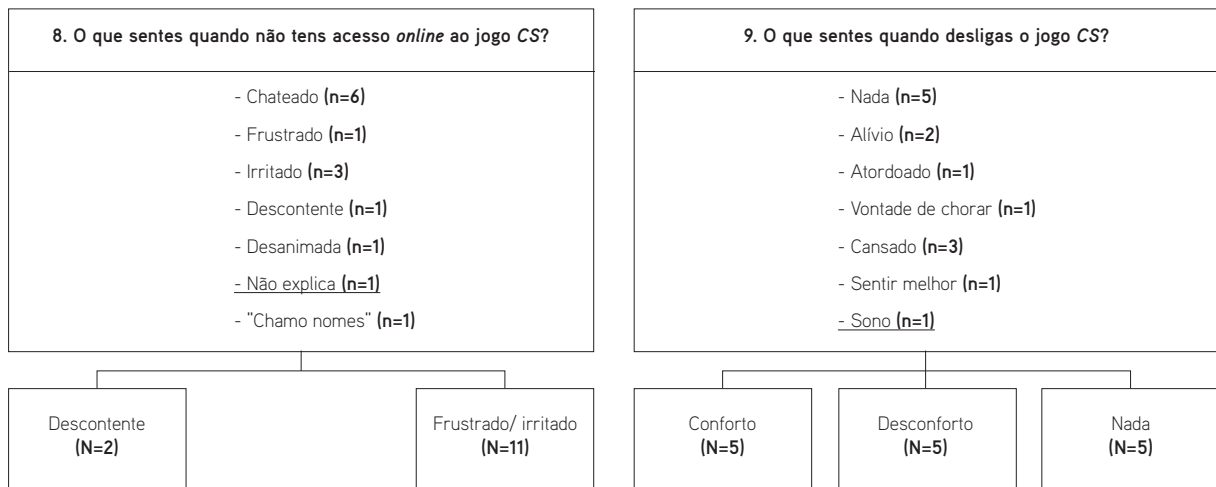 8. O que sentes quando não tens acesso online ao jogo CS?
- Chateado (n=6)
- Frustrado (n=1)
- Irritado (n=3)
- Descontente (n=1)
- Desanimada (n=1)
- Não explica (n=1)
- "Chamo nomes" (n=1)
Descontente
(N=2)
Frustrado/ irritado
(N=11)
9. O que sentes quando desligas o jogo CS?
- Nada (n=5)
- Alívio (n=2)
- Atordoado (n=1)
- Vontade de chorar (n=1)
- Cansado (n=3)
- Sentir melhor (n=1)
- Sono (n=1)
Conforto
(N=5)
Desconforto
(N=5)
Nada
(N=5)